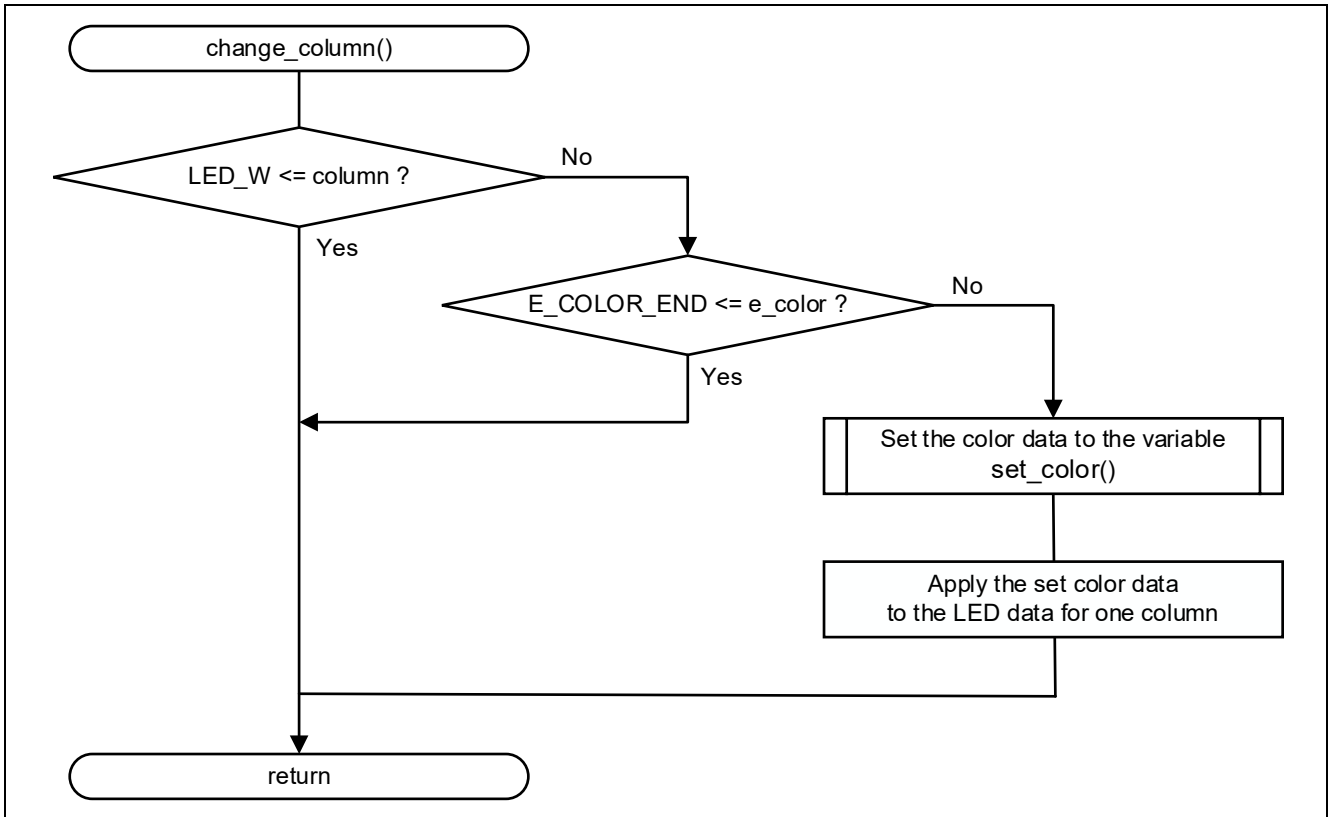 change_column()
LED_W <= column ?
No
Yes
E_COLOR_END <= e_color ?
No
Yes
Set the color data to the variable
set_color()
Apply the set color data
to the LED data for one column
return